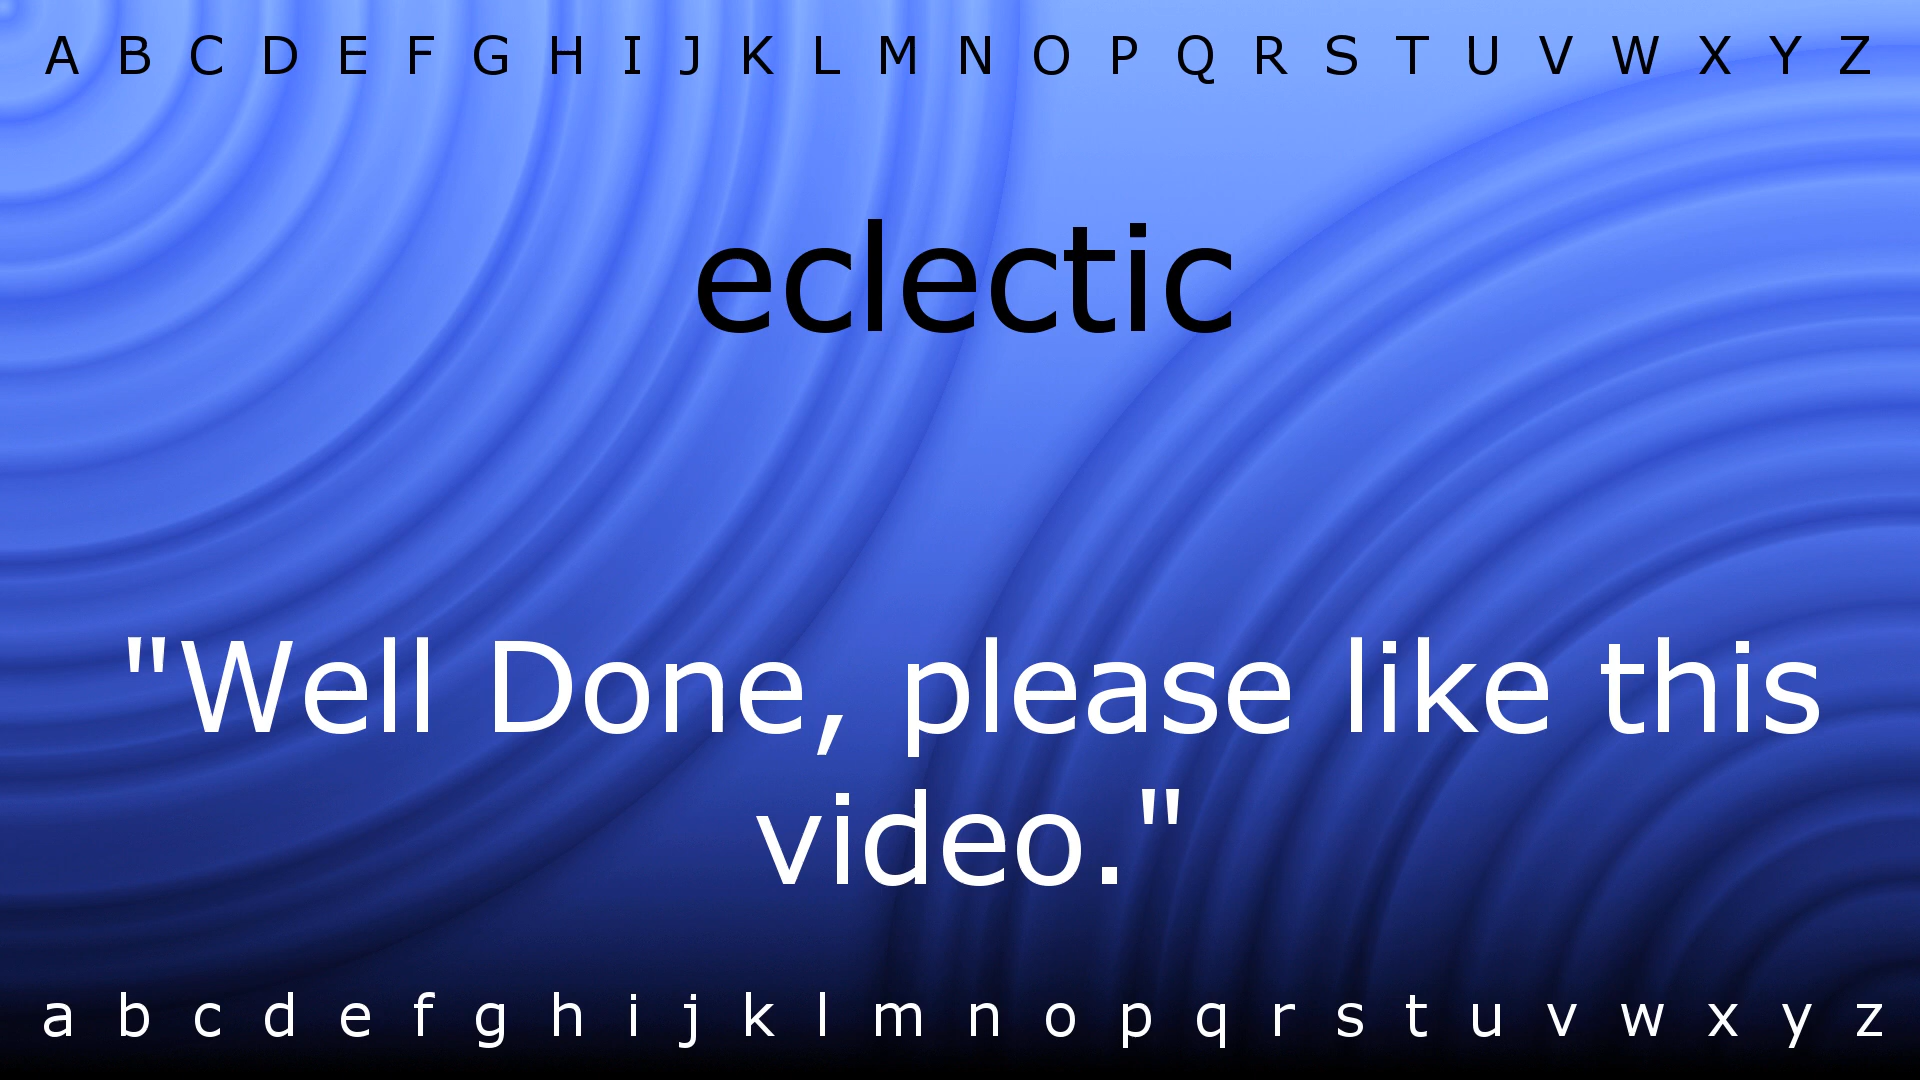 A B C D E F G H I J K L M N O P Q R S T U V W X Y Z
eclectic
"Well Done, please like this
video."
a b c d e f g h i j k l m n o p q r s t u v w x y z